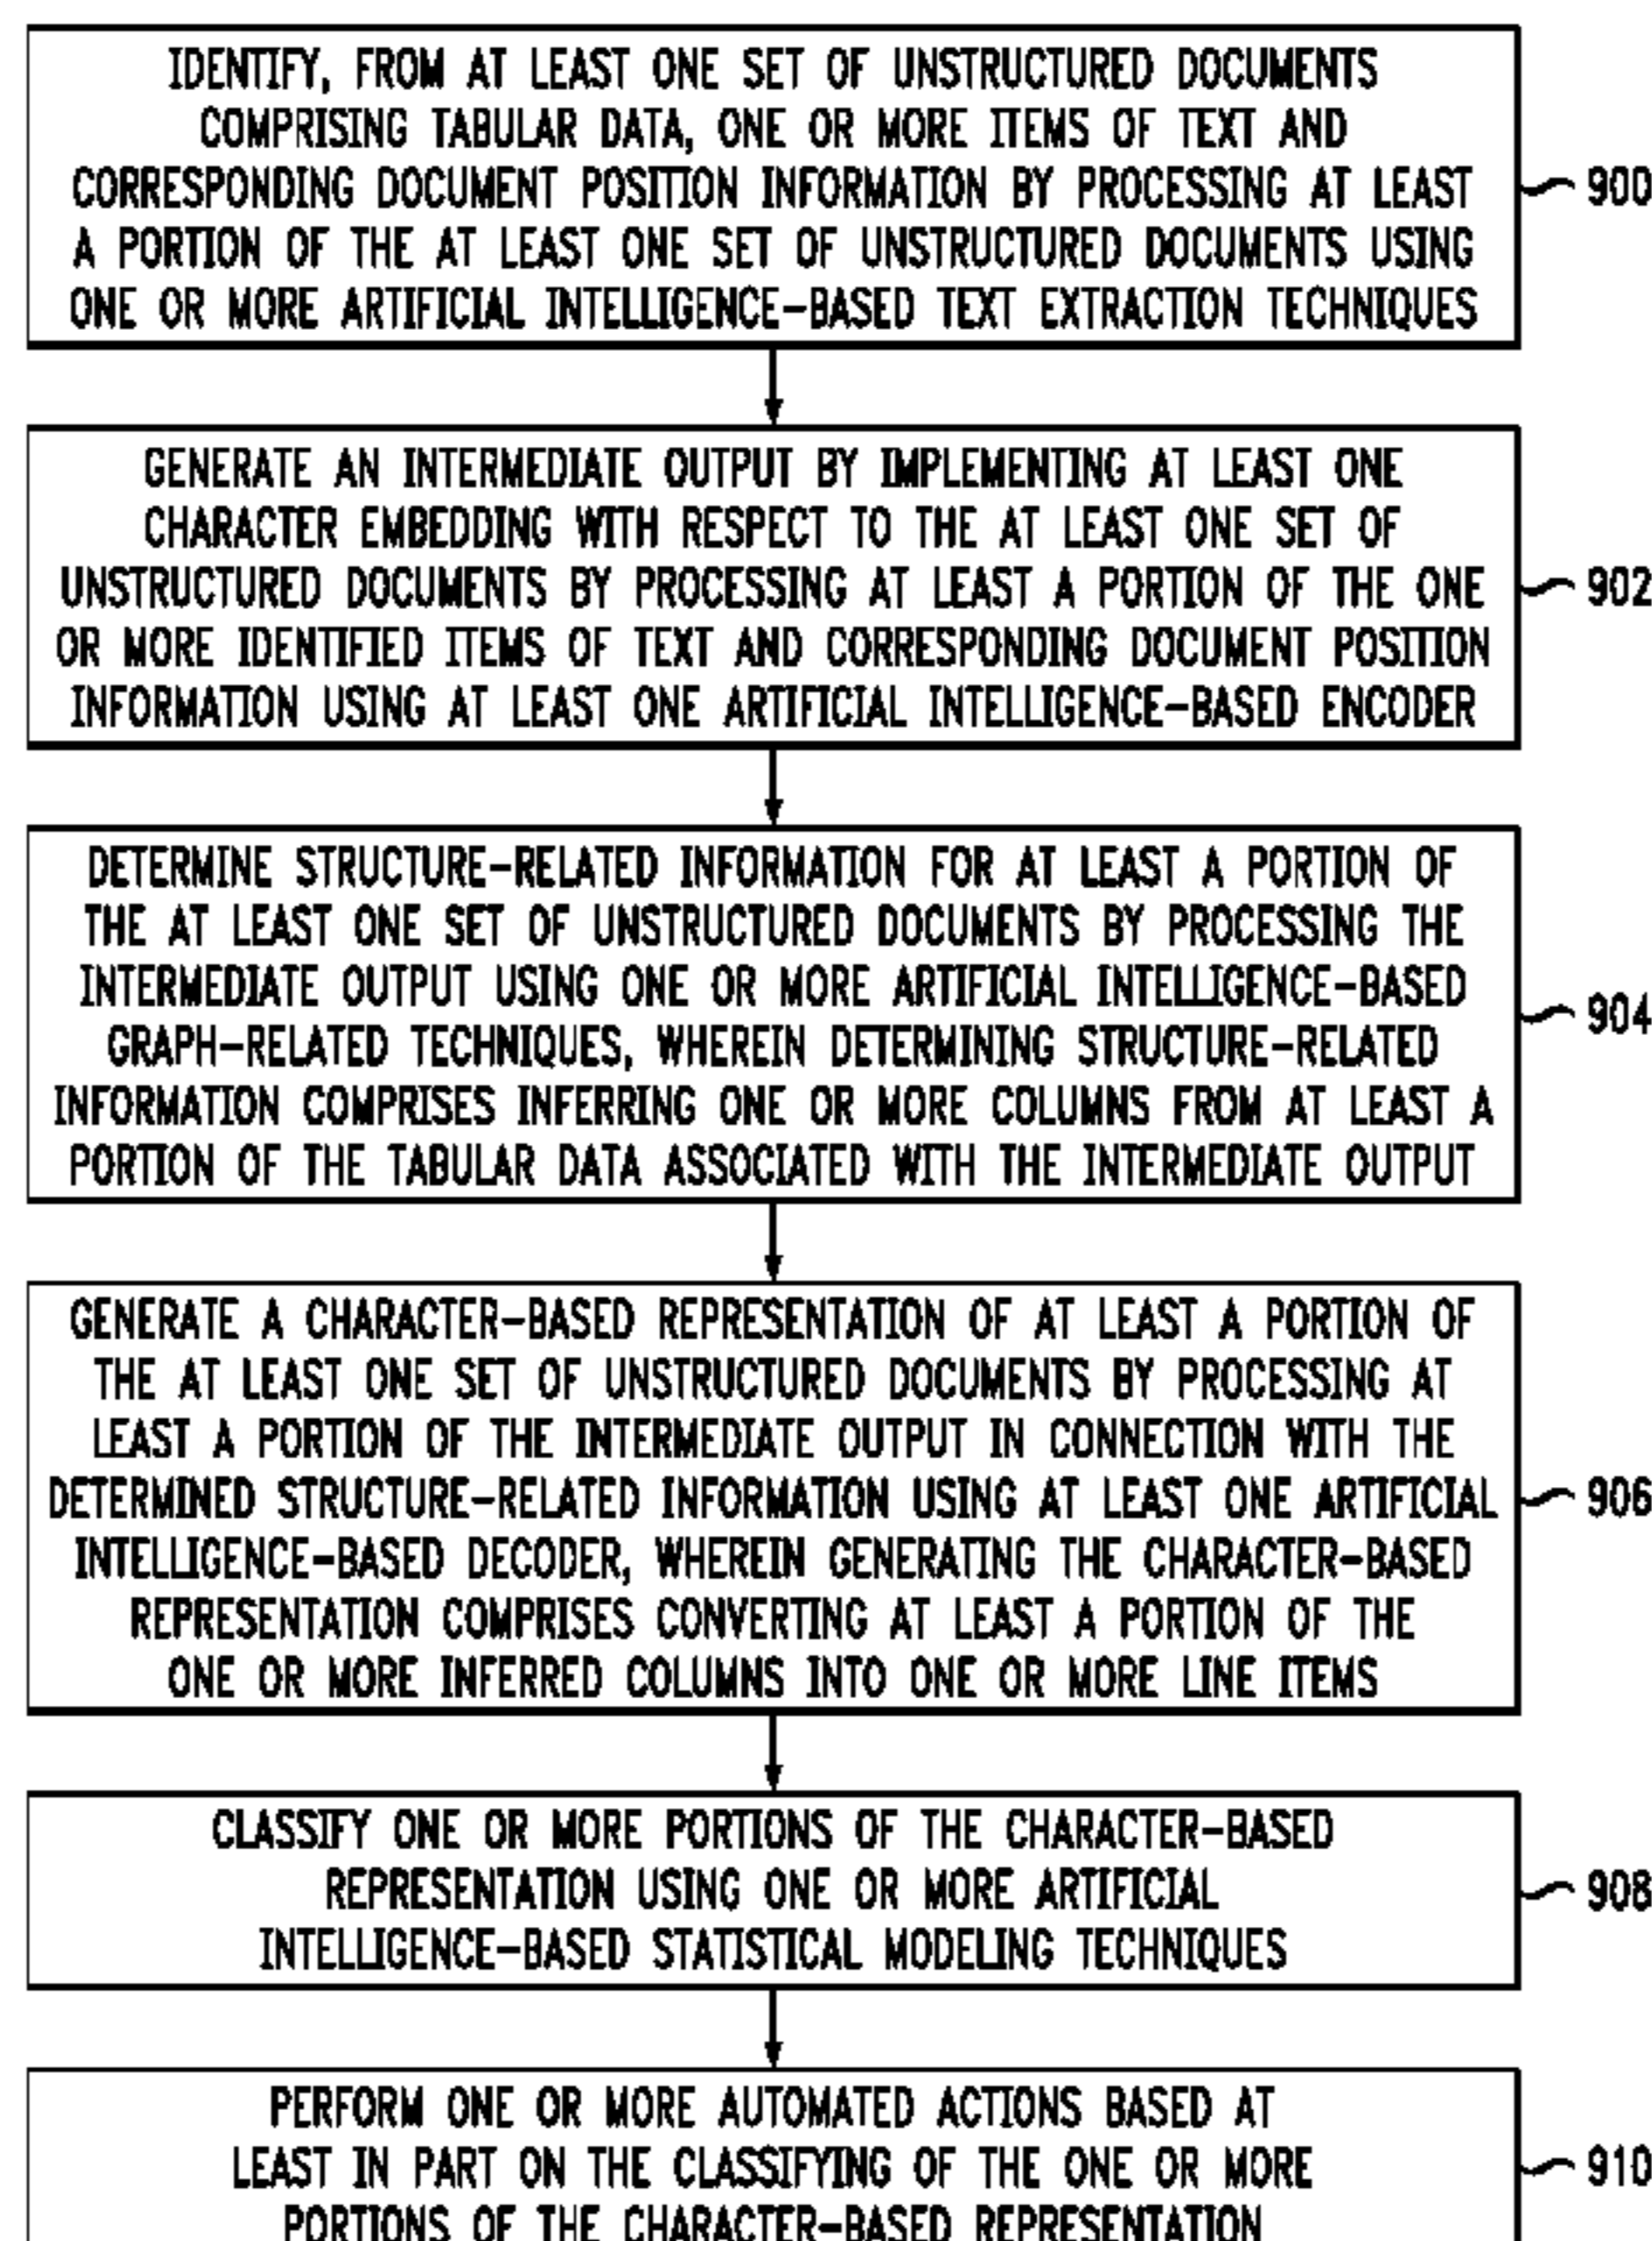 IDENTIFY, FROM AT LEAST ONE SET OF UNSTRUCTURED DOCUMENTS
COMPRISING TABULAR DATA, ONE OR MORE ITEMS OF TEXT AND
CORRESPONDING DOCUMENT POSITION INFORMATION BY PROCESSING AT LEAST
A PORTION OF THE AT LEAST ONE SET OF UNSTRUCTURED DOCUMENTS USING
ONE OR MORE ARTIFICIAL INTELLIGENCE-BASED TEXT EXTRACTION TECHNIQUES
900
GENERATE AN INTERMEDIATE OUTPUT BY IMPLEMENTING AT LEAST ONE
CHARACTER EMBEDDING WITH RESPECT TO THE AT LEAST ONE SET OF
UNSTRUCTURED DOCUMENTS BY PROCESSING AT LEAST A PORTION OF THE ONE
OR MORE IDENTIFIED ITEMS OF TEXT AND CORRESPONDING DOCUMENT POSITION
INFORMATION USING AT LEAST ONE ARTIFICIAL INTELLIGENCE-BASED ENCODER
902
DETERMINE STRUCTURE-RELATED INFORMATION FOR AT LEAST A PORTION OF
THE AT LEAST ONE SET OF UNSTRUCTURED DOCUMENTS BY PROCESSING THE
INTERMEDIATE OUTPUT USING ONE OR MORE ARTIFICIAL INTELLIGENCE-BASED
GRAPH-RELATED TECHNIQUES, WHEREIN DETERMINING STRUCTURE-RELATED
INFORMATION COMPRISES INFERRING ONE OR MORE COLUMNS FROM AT LEAST A
PORTION OF THE TABULAR DATA ASSOCIATED WITH THE INTERMEDIATE OUTPUT
904
GENERATE A CHARACTER-BASED REPRESENTATION OF AT LEAST A PORTION OF
THE AT LEAST ONE SET OF UNSTRUCTURED DOCUMENTS BY PROCESSING AT
LEAST A PORTION OF THE INTERMEDIATE OUTPUT IN CONNECTION WITH THE
DETERMINED STRUCTURE-RELATED INFORMATION USING AT LEAST ONE ARTIFICIAL
INTELLIGENCE-BASED DECODER, WHEREIN GENERATING THE CHARACTER-BASED
REPRESENTATION COMPRISES CONVERTING AT LEAST A PORTION OF THE
ONE OR MORE INFERRED COLUMNS INTO ONE OR MORE LINE ITEMS
906
CLASSIFY ONE OR MORE PORTIONS OF THE CHARACTER-BASED
REPRESENTATION USING ONE OR MORE ARTIFICIAL
INTELLIGENCE-BASED STATISTICAL MODELING TECHNIQUES
908
PERFORM ONE OR MORE AUTOMATED ACTIONS BASED AT
LEAST IN PART ON THE CLASSIFYING OF THE ONE OR MORE
PORTIONS OF THE CHARACTER-BASED REPRESENTATION
910